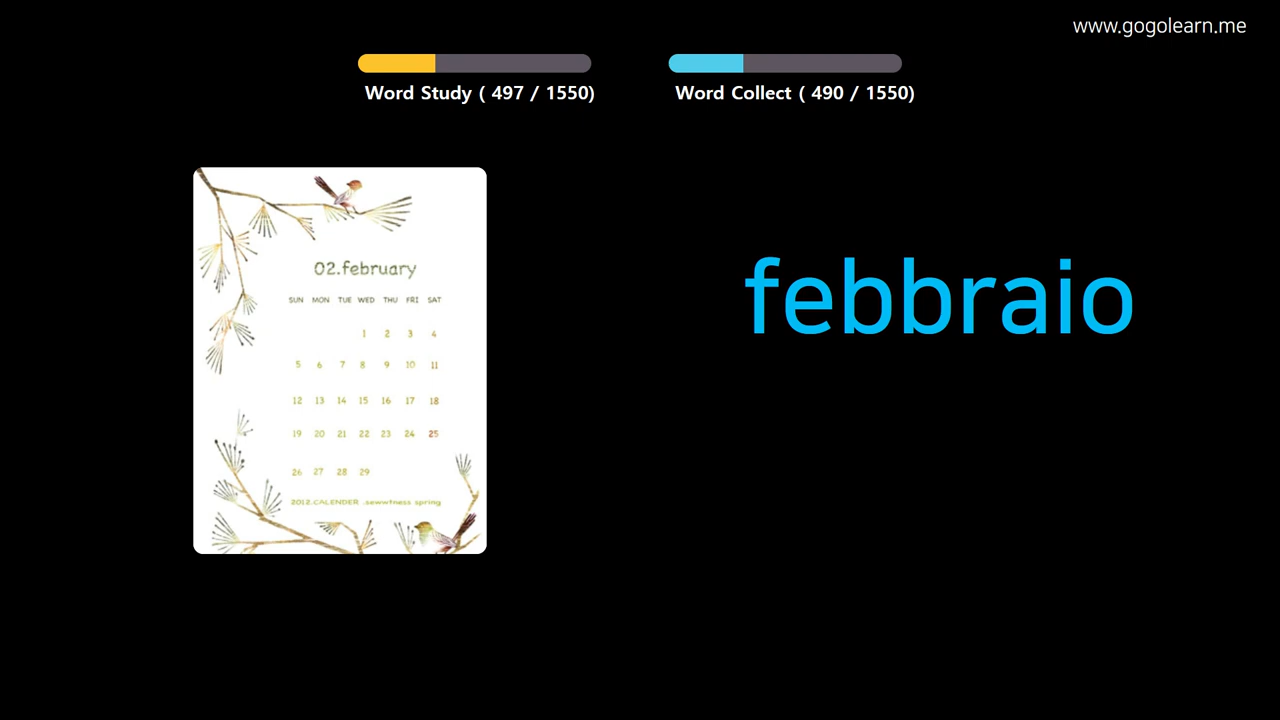 www.gogolearn.me
Word Study ( 497 / 1550)
Word Collect ( 490 / 1550)
02.february
SUN MON TUE WED THU FRI SAT
1 2 3 4
5 6 7 8 9 10 11
12 13 14 15 16 17 18
19 20 21 22 23 24 25
26 27 28 29
2012.CALENDER .sewwtness spring
febbraio